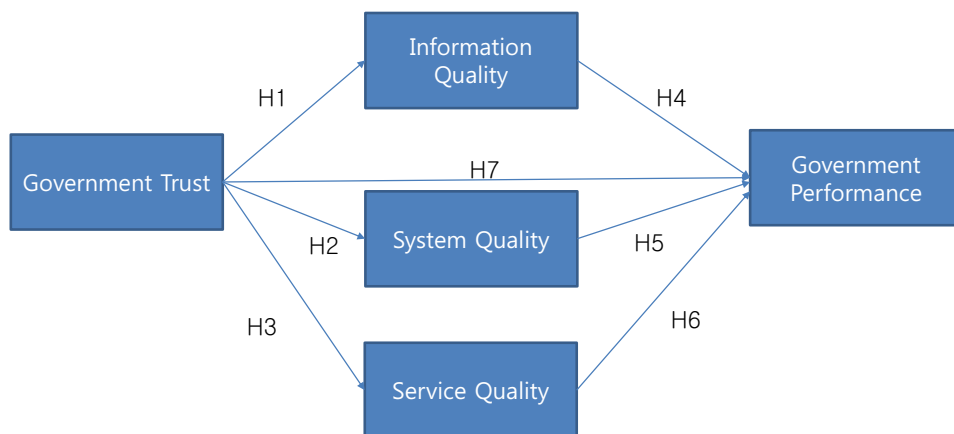 Information
Quality
H1
H4
Government Trust
H7
Government
Performance
H2
System Quality
H5
H3
H6
Service Quality